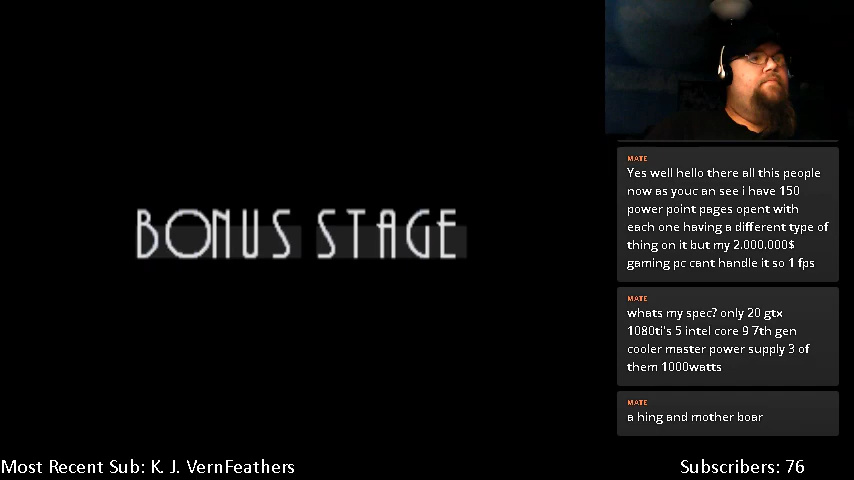 BONUS STAGE
MATE
Yes well hello there all this people
now as youc an see i have 150
power point pages opent with
each one having a different type of
thing on it but my 2.000.000$
gaming pc cant handle it so 1 fps
MATE
whats my spec? only 20 gtx
1080ti's 5 intel core 9 7th gen
cooler master power supply 3 of
them 1000watts
MATE
a hing and mother boar
Most Recent Sub: K. J. VernFeathers
Subscribers: 76